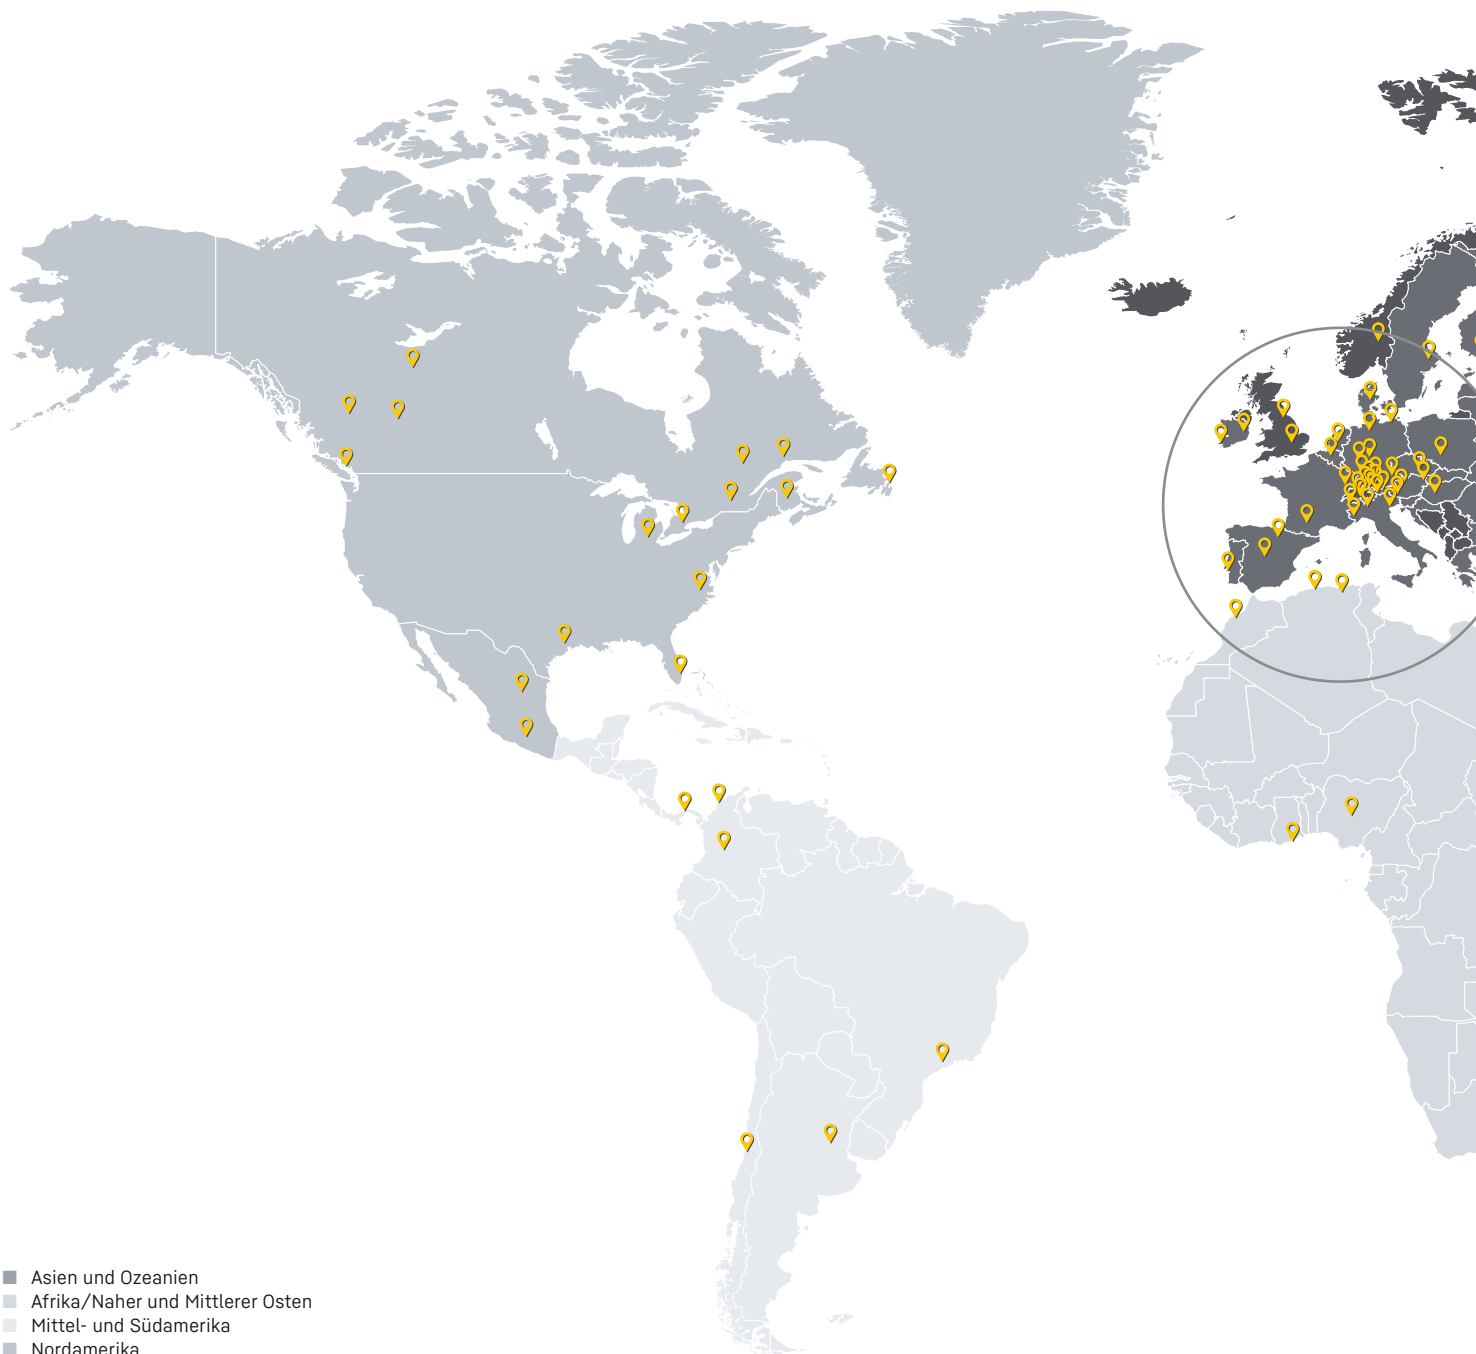 Asien und Ozeanien
Afrika/Naher und Mittlerer Osten
Mittel- und Südamerika
Nordamerika